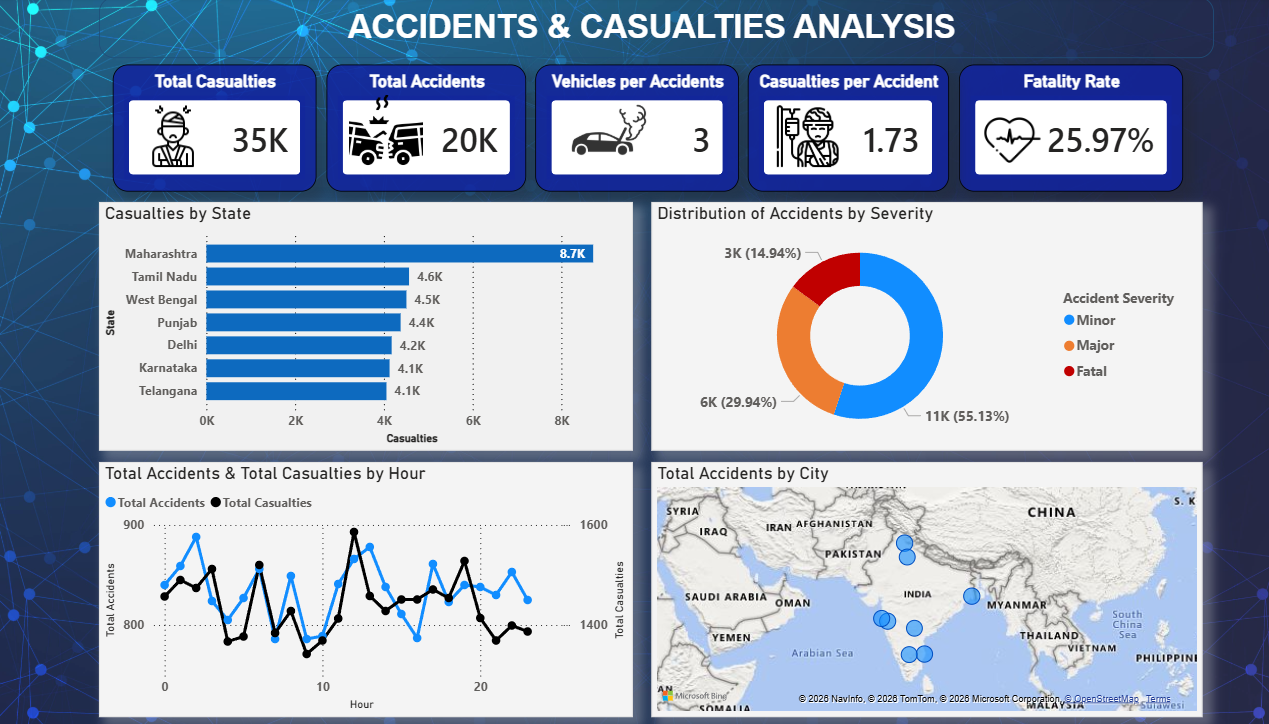 ACCIDENTS & CASUALTIES ANALYSIS
Total Casualties
35K
Total Accidents
20K
Vehicles per Accidents
3
Casualties per Accident
1.73
Fatality Rate
25.97%
Casualties by State
State
Maharashtra
8.7K
Tamil Nadu
4.6K
West Bengal
4.5K
Punjab
4.4K
Delhi
4.2K
Karnataka
4.1K
Telangana
4.1K
0K 2K 4K 6K 8K
Casualties
Distribution of Accidents by Severity
3K (14.94%)
6K (29.94%)
11K (55.13%)
Accident Severity
Minor
Major
Fatal
Total Accidents & Total Casualties by Hour
Total Accidents Total Casualties
900 1600
800 1400
Total Accidents
Total Casualties
0 10 20
Hour
Total Accidents by City
SYRIA
IRAQ
IRAN
AFGHANISTAN
CHINA
S. K
PAKISTAN
SAUDI ARABIA
OMAN
INDIA
MYANMAR
YEMEN
Arabian Sea
THAILAND
South
China
Sea
VIETNAM
PHILIPPIN
AN
Microsoft Bing
SOMALIA
MALAYSIA
Sulawesi
© 2026 NavInfo, © 2026 TomTom, © 2026 Microsoft Corporation, © OpenStreetMap Terms